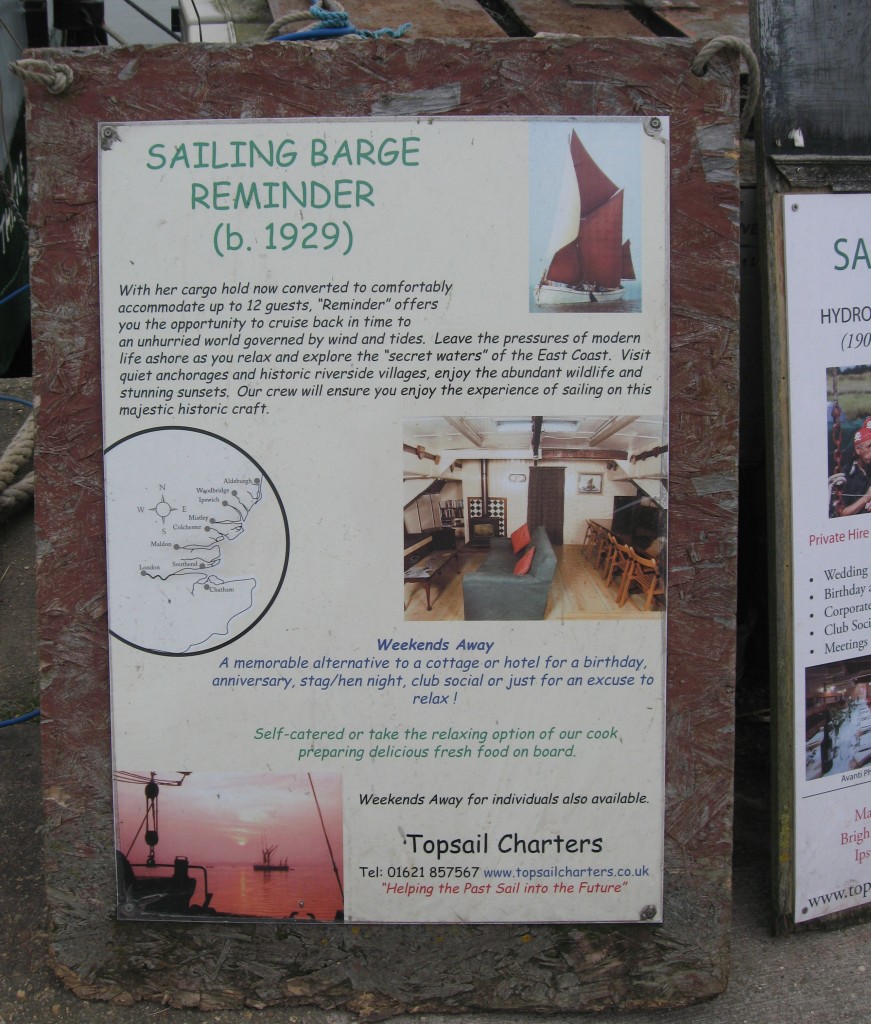 SAILING BARGE
REMINDER
(b. 1929)
With her cargo hold now converted to comfortably
accommodate up to 12 guests, "Reminder" offers
you the opportunity to cruise back in time to
an unhurried world governed by wind and tides. Leave the pressures of modern
life ashore as you relax and explore the "secret waters" of the East Coast. Visit
quiet anchorages and historic riverside villages, enjoy the abundant wildlife and
stunning sunsets. Our crew will ensure you enjoy the experience of sailing on this
majestic historic craft.
N
W E
S
Aldeburgh
Woodbridge
Ipswich
Mistley
Colchester
Maldon
Southend
London
Chatham
Weekends Away
A memorable alternative to a cottage or hotel for a birthday,
anniversary, stag/hen night, club social or just for an excuse to
relax !
Self-catered or take the relaxing option of our cook
preparing delicious fresh food on board.
Weekends Away for individuals also available.
Topsail Charters
Tel: 01621 857567 www.topsailcharters.co.uk
"Helping the Past Sail into the Future"
SA
HYDRO
(190
Private Hire
• Wedding
• Birthday a
• Corporate
• Club Soci
• Meetings
Avanti Ph
Ma
Brigh
Ips
www.top